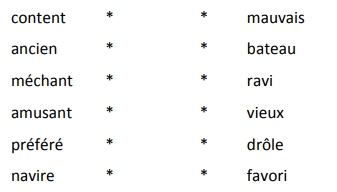 content * * mauvais
ancien * * bateau
méchant * * ravi
amusant * * vieux
préféré * * drôle
navire * * favori